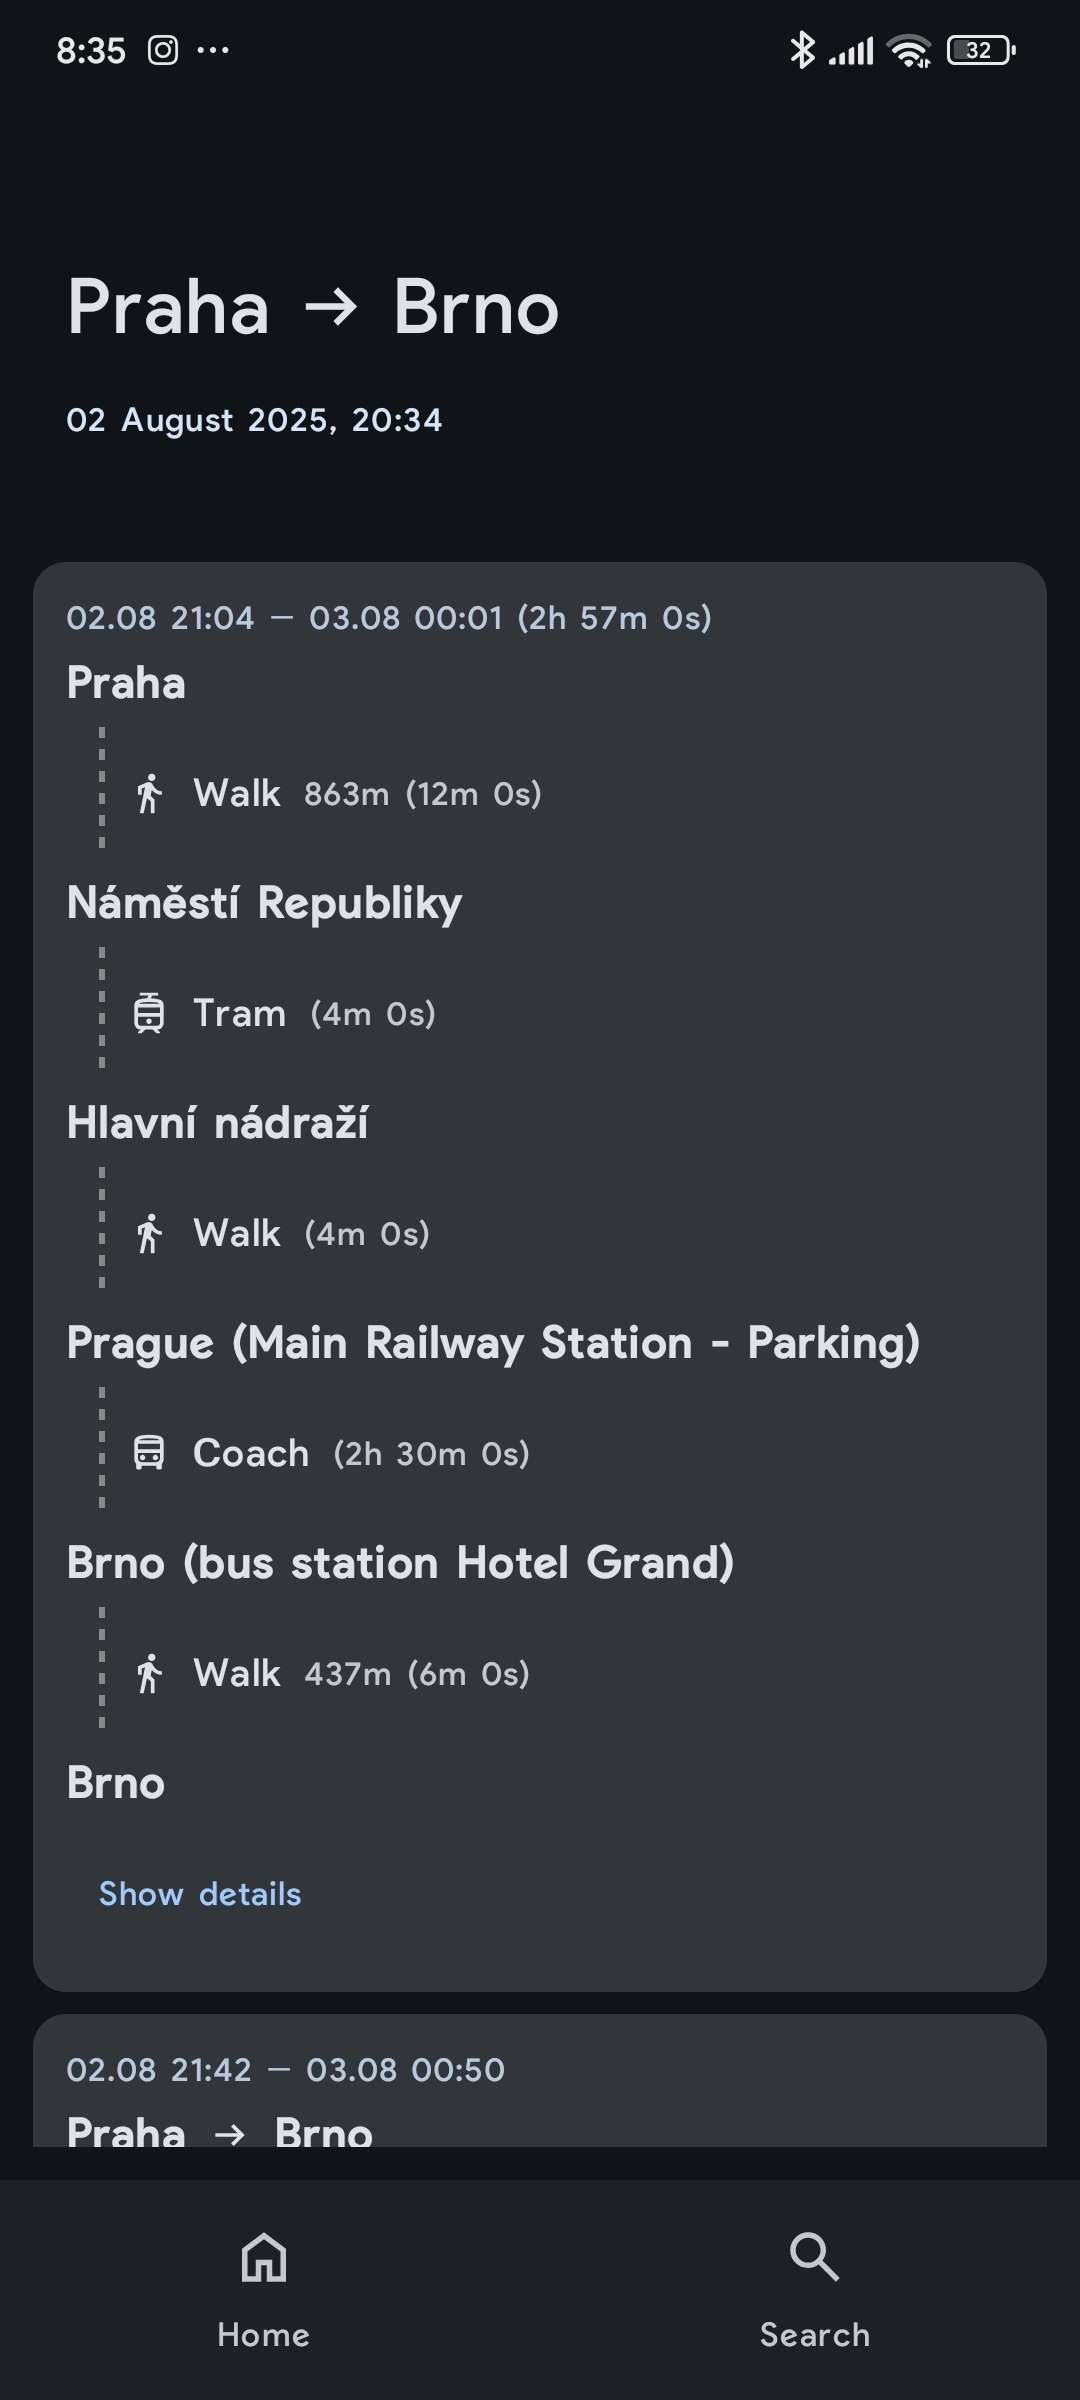 8:35
32
Praha → Brno
02 August 2025, 20:34
02.08 21:04 — 03.08 00:01 (2h 57m 0s)
Praha
Walk 863m (12m 0s)
Náměstí Republiky
Tram (4m 0s)
Hlavní nádraží
Walk (4m 0s)
Prague (Main Railway Station - Parking)
Coach (2h 30m 0s)
Brno (bus station Hotel Grand)
Walk 437m (6m 0s)
Brno
Show details
02.08 21:42 — 03.08 00:50
Praha → Brno
Home
Search